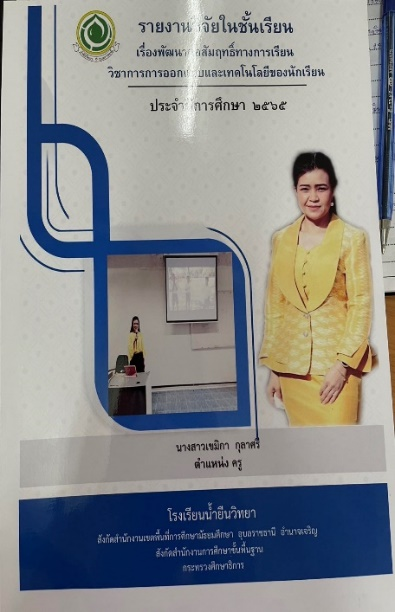 รายงานวิจัยในชั้นเรียน
เรื่องพัฒนาผลสัมฤทธิ์ทางการเรียน
วิชาการการออกแบบและเทคโนโลยีของนักเรียน
ประจำปีการศึกษา ๒๕๖๕
นางสาวเขมิกา กุลาศรี
ตำแหน่ง ครู
โรงเรียนน้ำยืนวิทยา
สังกัดสำนักงานเขตพื้นที่การศึกษามัธยมศึกษา อุบลราชธานี อำนาจเจริญ
สังกัดสำนักงานการศึกษาขั้นพื้นฐาน
กระทรวงศึกษาธิการ